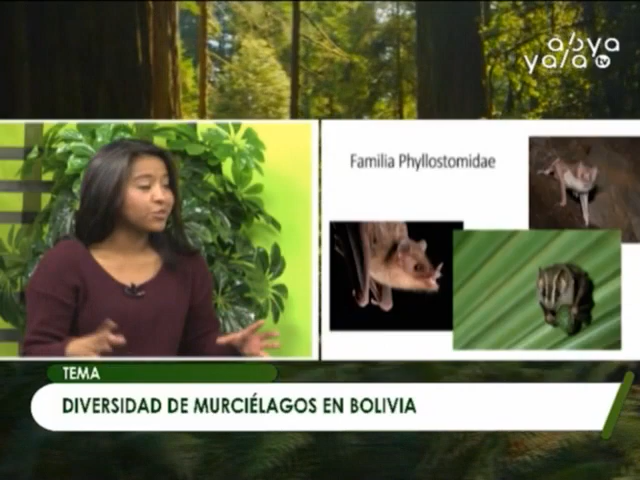 abya
yala
tv
Familia Phyllostomidae
TEMA
DIVERSIDAD DE MURCIÉLAGOS EN BOLIVIA